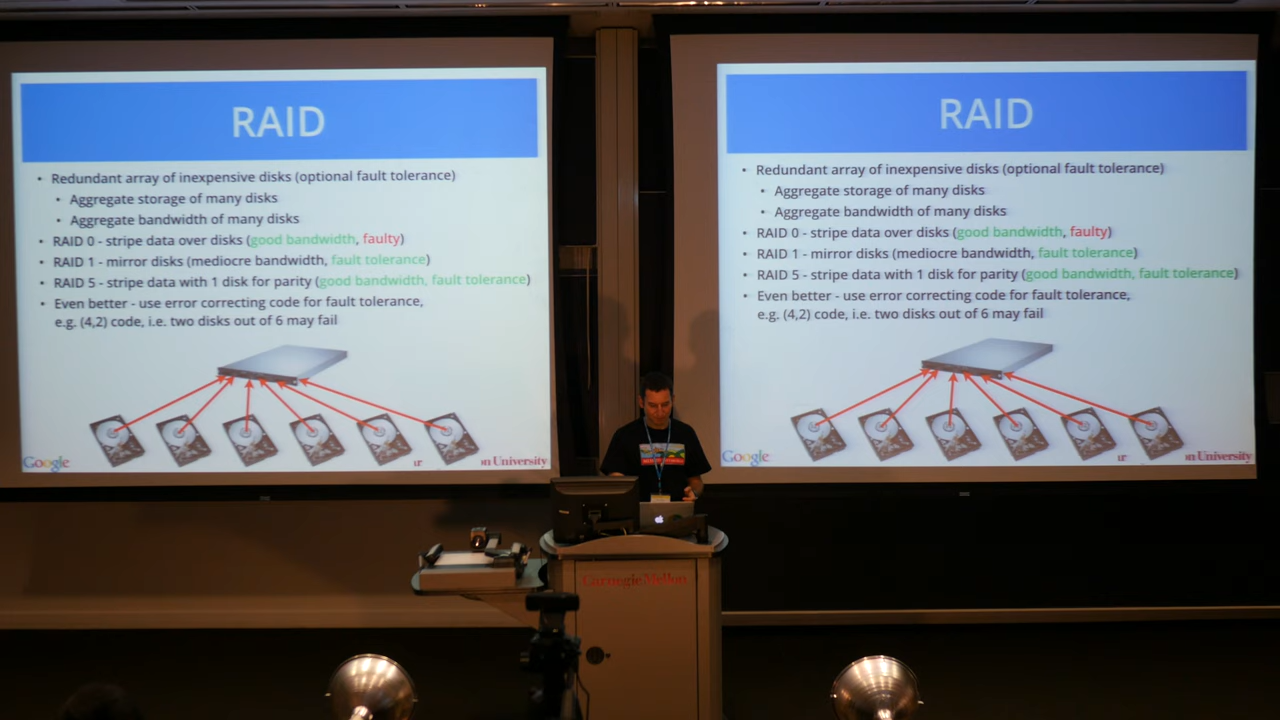 RAID
• Redundant array of inexpensive disks (optional fault tolerance)
• Aggregate storage of many disks
• Aggregate bandwidth of many disks
• RAID 0 - stripe data over disks (good bandwidth, faulty)
• RAID 1 - mirror disks (mediocre bandwidth, fault tolerance)
• RAID 5 - stripe data with 1 disk for parity (good bandwidth, fault tolerance)
• Even better - use error correcting code for fault tolerance,
e.g. (4,2) code, i.e. two disks out of 6 may fail
Google
on University
RAID
• Redundant array of inexpensive disks (optional fault tolerance)
• Aggregate storage of many disks
• Aggregate bandwidth of many disks
• RAID 0 - stripe data over disks (good bandwidth, faulty)
• RAID 1 - mirror disks (mediocre bandwidth, fault tolerance)
• RAID 5 - stripe data with 1 disk for parity (good bandwidth, fault tolerance)
• Even better - use error correcting code for fault tolerance,
e.g. (4,2) code, i.e. two disks out of 6 may fail
Google
on University
Carnegie Mellon